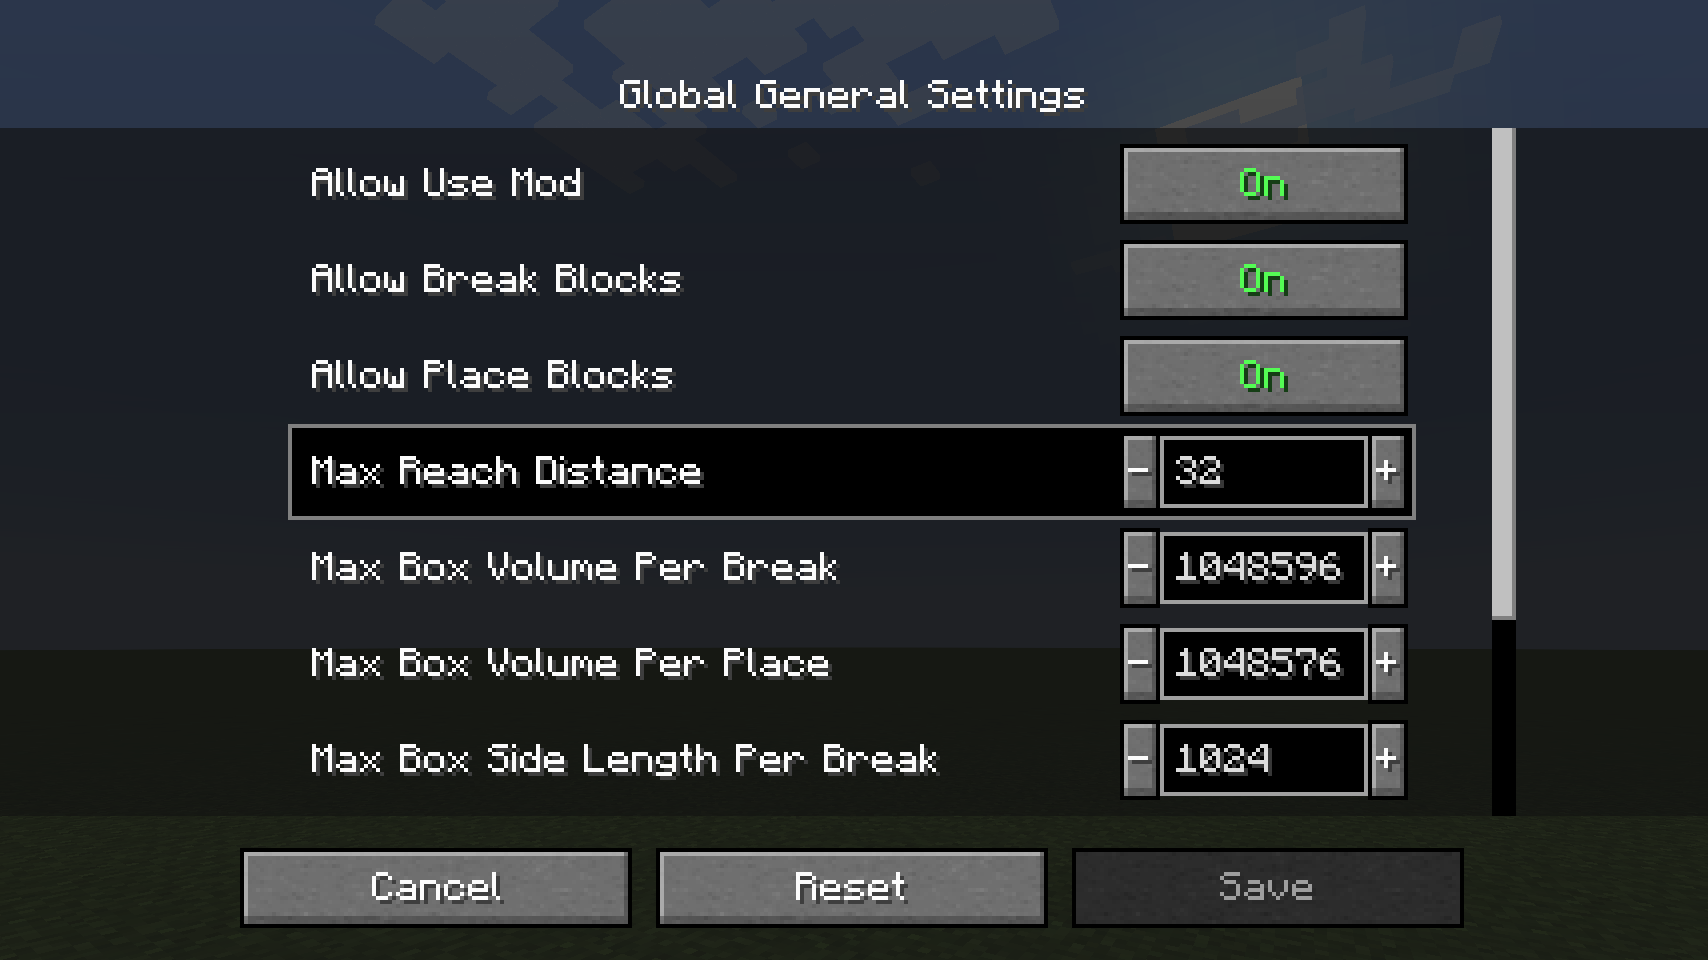 Global General Settings
Allow Use Mod On
Allow Break Blocks On
Allow Place Blocks On
Max Reach Distance - 32 +
Max Box Volume Per Break - 1048596 +
Max Box Volume Per Place - 1048576 +
Max Box Side Length Per Break - 1024 +
Cancel Reset Save